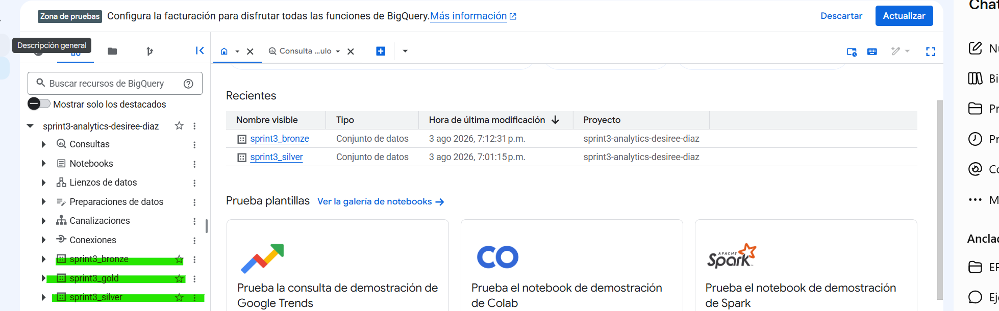 Chat
Zona de pruebas Configura la facturación para disfrutar todas las funciones de BigQuery. Más información Descartar Actualizar
Descripción general
Consulta ...ulo
Buscar recursos de BigQuery
Mostrar solo los destacados
sprint3-analytics-desiree-diaz
Consultas
Notebooks
Lienzos de datos
Preparaciones de datos
Canalizaciones
Conexiones
sprint3_bronze
sprint3_gold
sprint3_silver
Recientes
Nombre visible Tipo Hora de última modificación Proyecto
sprint3_bronze Conjunto de datos 3 ago 2026, 7:12:31 p.m. sprint3-analytics-desiree-diaz
sprint3_silver Conjunto de datos 3 ago 2026, 7:01:15 p.m. sprint3-analytics-desiree-diaz
Prueba plantillas Ver la galería de notebooks
Prueba la consulta de demostración de
Google Trends
CO
Prueba el notebook de demostración
de Colab
APACHE
Spark
Prueba el notebook de demostración
de Spark
Nu
Bi
Pr
Pr
Co
M
Anclad
EF
Eje